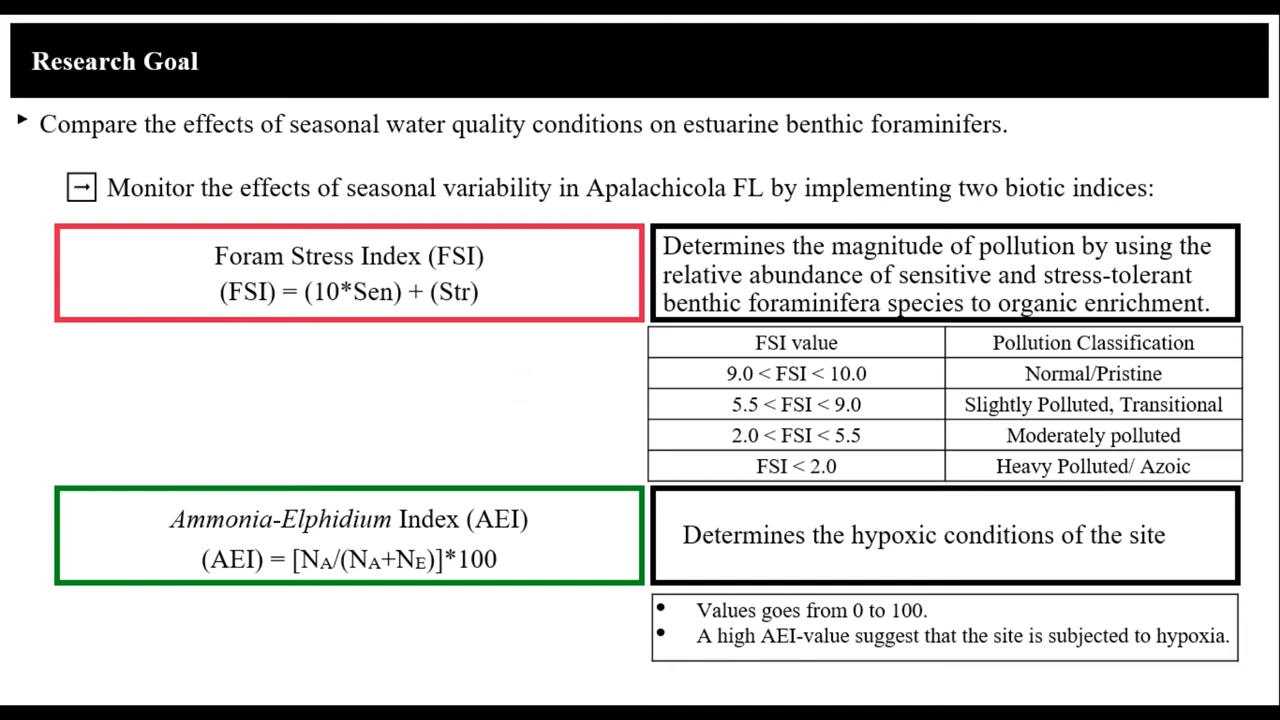 Research Goal
Compare the effects of seasonal water quality conditions on estuarine benthic foraminifers.
→ Monitor the effects of seasonal variability in Apalachicola FL by implementing two biotic indices:
Foram Stress Index (FSI)
(FSI) = (10*Sen) + (Str)
Determines the magnitude of pollution by using the
relative abundance of sensitive and stress-tolerant
benthic foraminifera species to organic enrichment.
FSI value Pollution Classification
9.0 < FSI < 10.0 Normal/Pristine
5.5 < FSI < 9.0 Slightly Polluted, Transitional
2.0 < FSI < 5.5 Moderately polluted
FSI < 2.0 Heavy Polluted/ Azoic
Ammonia-Elphidium Index (AEI)
(AEI) = [NA/(NA+NE)]*100
Determines the hypoxic conditions of the site
• Values goes from 0 to 100.
• A high AEI-value suggest that the site is subjected to hypoxia.